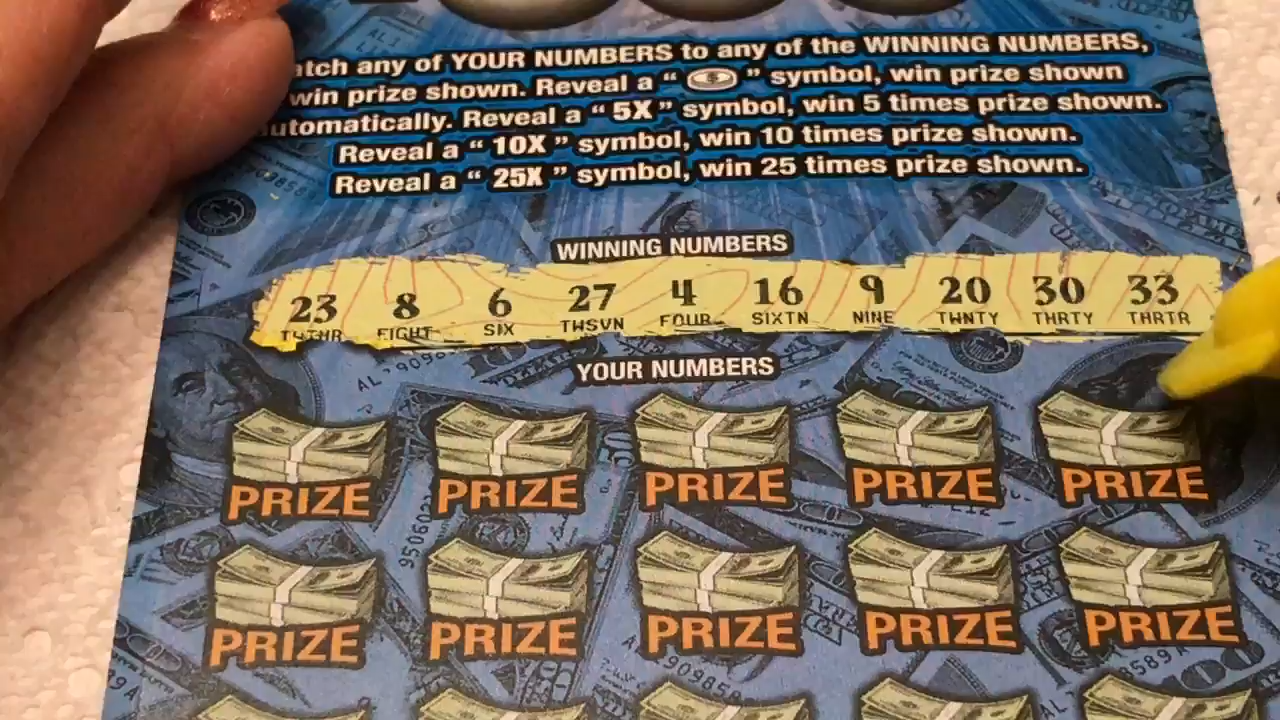 atch any of YOUR NUMBERS to any of the WINNING NUMBERS,
win prize shown. Reveal a " " symbol, win prize shown
utomatically. Reveal a " 5X " symbol, win 5 times prize shown.
Reveal a " 10X " symbol, win 10 times prize shown.
Reveal a " 25X " symbol, win 25 times prize shown.
WINNING NUMBERS
23 8 6 27 4 16 9 20 30 33
TWTHR EIGHT SIX TWSVN FOUR SIXTN NINE TWNTY THRTY THRTR
YOUR NUMBERS
PRIZE PRIZE PRIZE PRIZE PRIZE
PRIZE PRIZE PRIZE PRIZE PRIZE